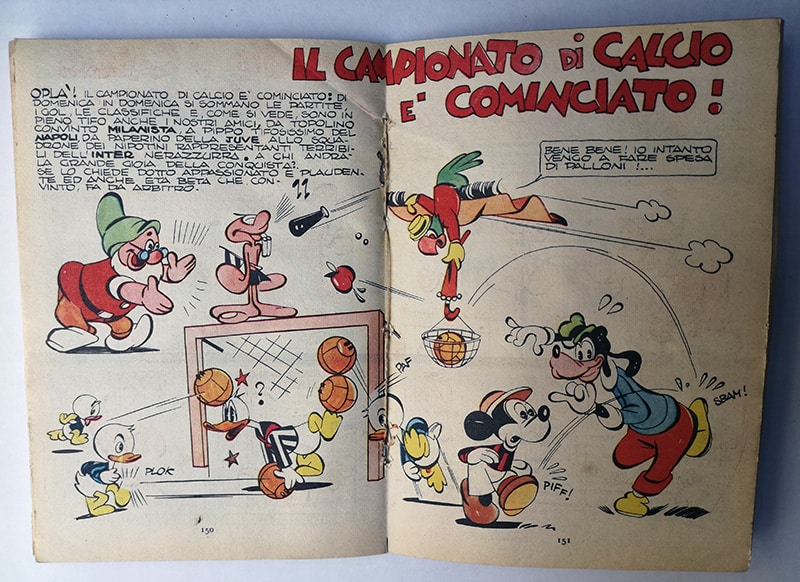 IL CAMPIONATO DI CALCIO
E' COMINCIATO!
OPLA'! IL CAMPIONATO DI CALCIO E' COMINCIATO: DI
DOMENICA IN DOMENICA SI SOMMANO LE PARTITE
I GOL, LE CLASSIFICHE E, COME SI VEDE, SONO IN
PIENO TIFO ANCHE I NOSTRI AMICI, DA TOPOLINO
CONVINTO MILANISTA, A PIPPO TIFOSISSIMO DEL
NAPOLI DA PAPERINO DELLA JUVE ALLO SQUA-
DRONE DEI NIPOTINI RAPPRESENTANTI TERRIBI-
LI DELL'INTER NERAZZURRA. A CHI ANDRA'
LA GRANDE GIOIA DELLA CONQUISTA?
SE LO CHIEDE DOTTO APPASSIONATO E PLAUDEN-
TE ED ANCHE ETA BETA CHE CON-
VINTO, FA DA ARBITRO.
BENE BENE! IO INTANTO
VENGO A FARE SPESA
DI PALLONI!...
?
PAF
SBAM!
PLOK
PIFF!
150
151